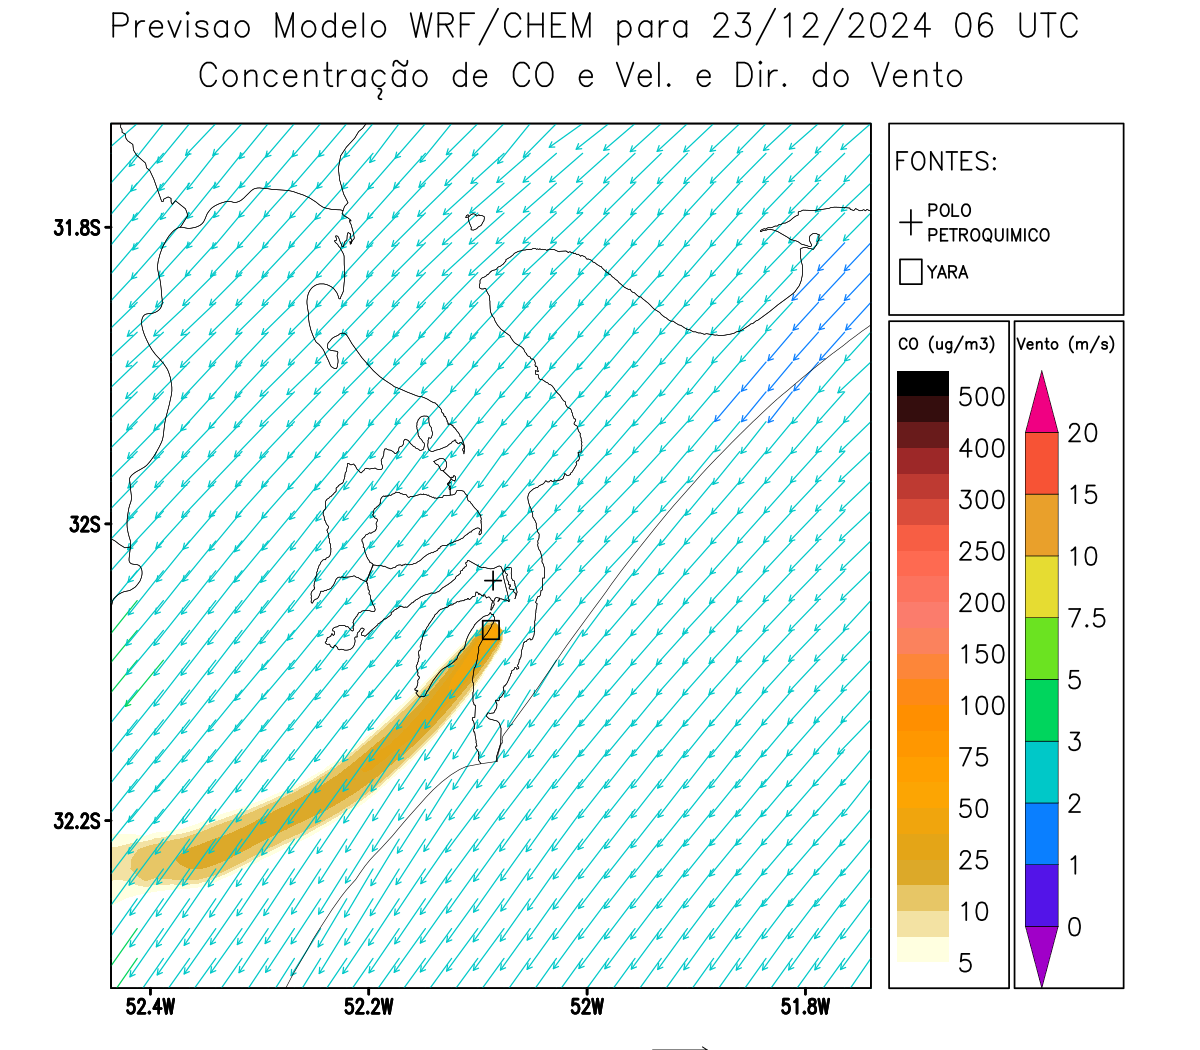 Previsao Modelo WRF/CHEM para 23/12/2024 06 UTC
Concentração de CO e Vel. e Dir. do Vento
FONTES:
POLO
PETROQUIMICO
YARA
CO (ug/m3)
500
400
300
250
200
150
100
75
50
25
10
5
Vento (m/s)
20
15
10
7.5
5
3
2
1
0
31.8S
32S
32.2S
52.4W
52.2W
52W
51.8W